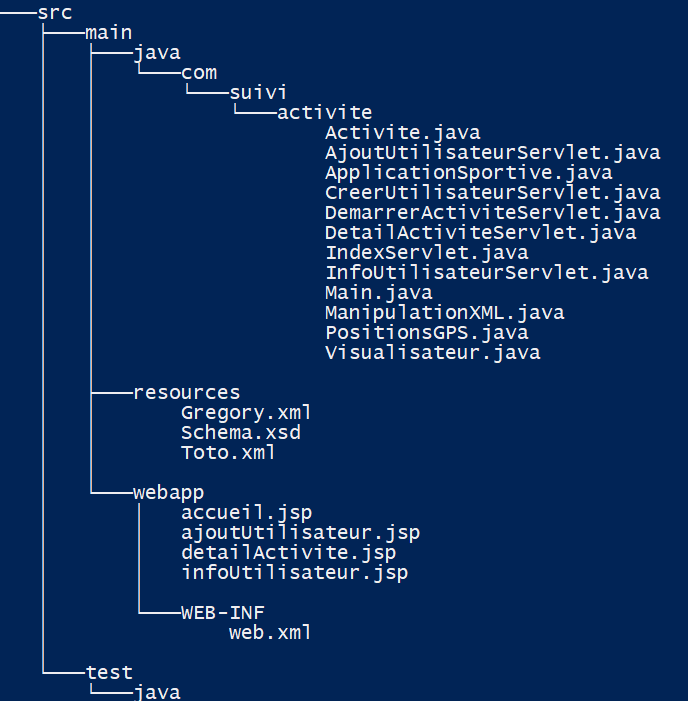 src
main
java
com
suivi
activite
Activite.java
AjoutUtilisateurServlet.java
ApplicationSportive.java
CreerUtilisateurServlet.java
DemarrerActiviteServlet.java
DetailActiviteServlet.java
IndexServlet.java
InfoUtilisateurServlet.java
Main.java
ManipulationXML.java
PositionsGPS.java
Visualisateur.java
resources
Gregory.xml
Schema.xsd
Toto.xml
webapp
accueil.jsp
ajoutUtilisateur.jsp
detailActivite.jsp
infoUtilisateur.jsp
WEB-INF
web.xml
test
java